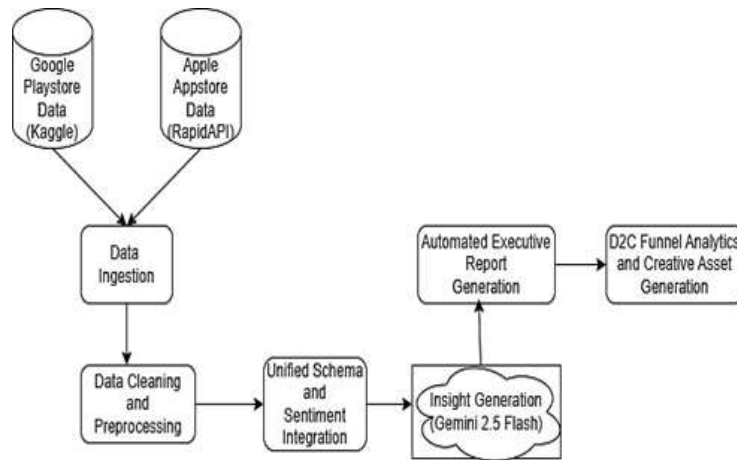 Google
Playstore
Data
(Kaggle)
Apple
Appstore
Data
(RapidAPI)
Data
Ingestion
Data Cleaning
and
Preprocessing
Unified Schema
and
Sentiment
Integration
Insight Generation
(Gemini 2.5 Flash)
Automated Executive
Report
Generation
D2C Funnel Analytics
and Creative Asset
Generation